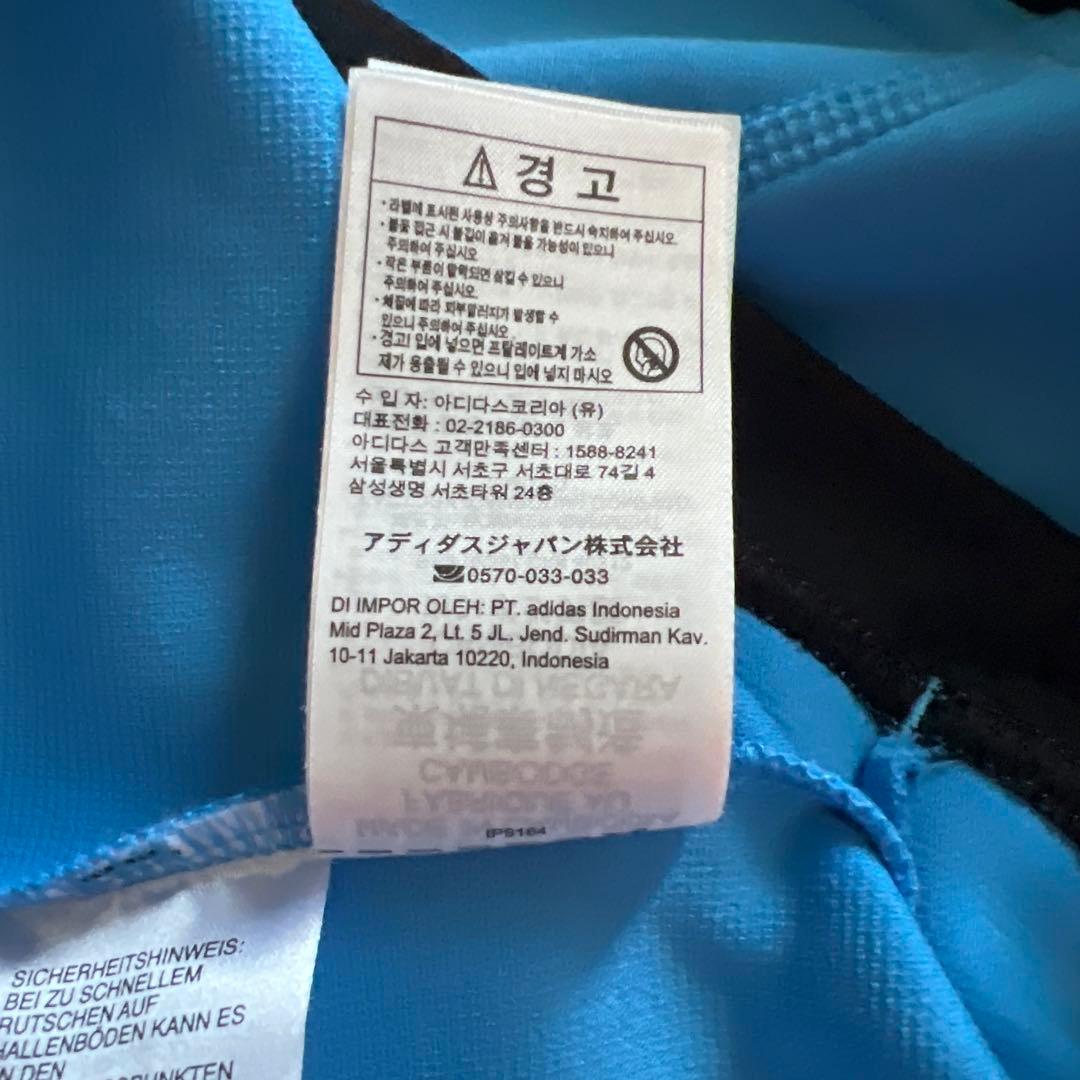 ⚠ 경 고
· 라벨에 표시된 사용상 주의사항을 반드시 숙지하여 주십시오.
· 불꽃 접근 시 불길이 옮겨 붙을 가능성이 있으니
주의하여 주십시오
· 작은 부품이 탈락되면 삼킬 수 있으니
주의하여 주십시오.
· 체질에 따라 피부알러지가 발생할 수
있으니 주의하여 주십시오
· 경고! 입에 넣으면 프탈레이트계 가소
제가 용출될 수 있으니 입에 넣지 마시오
수 입 자: 아디다스코리아 (유)
대표전화 : 02-2186-0300
아디다스 고객만족센터 : 1588-8241
서울특별시 서초구 서초대로 74길 4
삼성생명 서초타워 24층
アディダスジャパン株式会社
0570-033-033
DI IMPOR OLEH: PT. adidas Indonesia
Mid Plaza 2, Lt. 5 JL. Jend. Sudirman Kav.
10-11 Jakarta 10220, Indonesia
DIBUAT DI NEGARA
CAMBODGE
FABRIQUE AU
MADE
SICHERHEITSHINWEIS:
BEI ZU SCHNELLEM
RUTSCHEN AUF
HALLENBÖDEN KANN ES
DEN